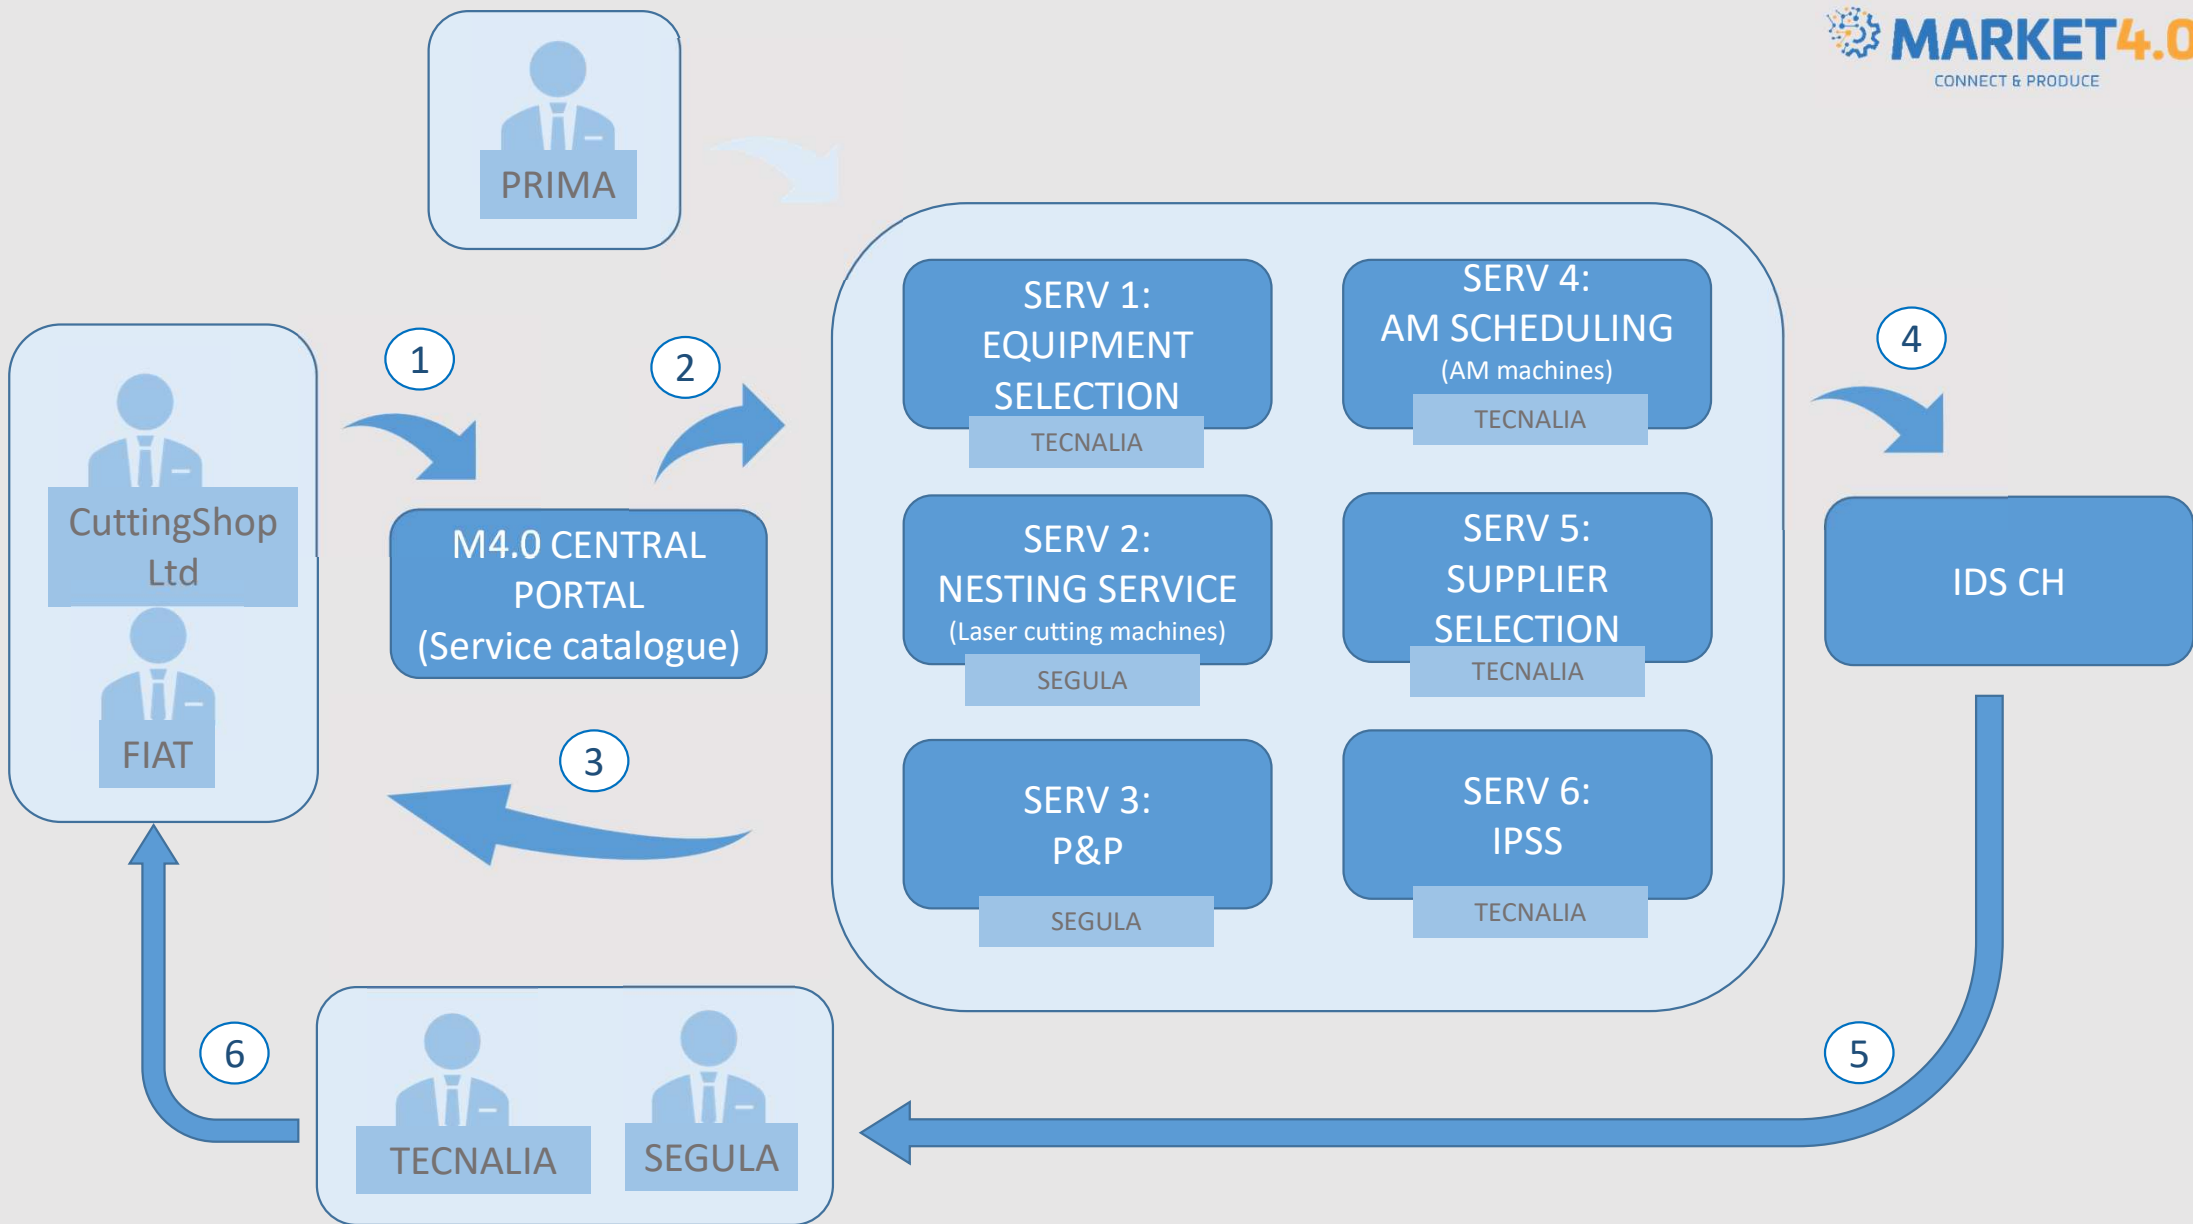 MARKET4.0
CONNECT & PRODUCE
PRIMA
CuttingShop
Ltd
FIAT
1
M4.0 CENTRAL
PORTAL
(Service catalogue)
2
3
SERV 1:
EQUIPMENT
SELECTION
TECNALIA
SERV 4:
AM SCHEDULING
(AM machines)
TECNALIA
SERV 2:
NESTING SERVICE
(Laser cutting machines)
SEGULA
SERV 5:
SUPPLIER
SELECTION
TECNALIA
SERV 3:
P&P
SEGULA
SERV 6:
IPSS
TECNALIA
4
IDS CH
5
TECNALIA
SEGULA
6